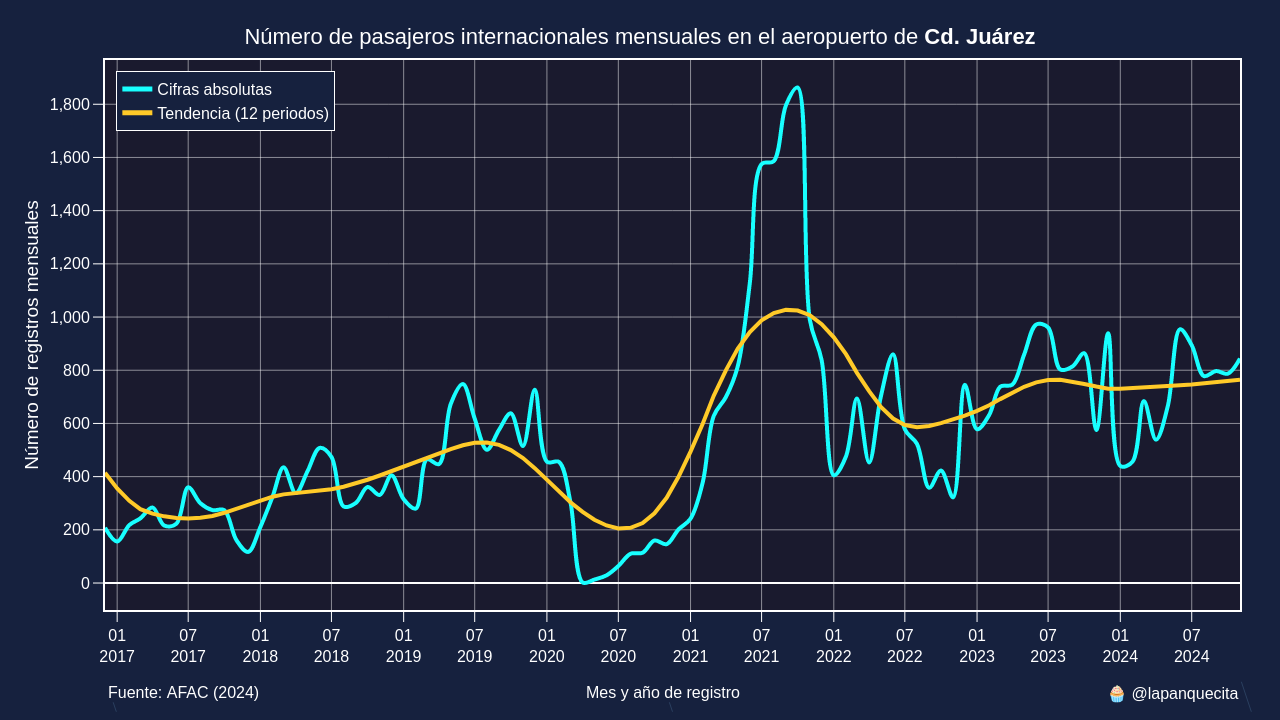 Número de pasajeros internacionales mensuales en el aeropuerto de Cd. Juárez
Cifras absolutas
Tendencia (12 periodos)
Número de registros mensuales
1,800
1,600
1,400
1,200
1,000
800
600
400
200
0
01 07 01 07 01 07 01 07 01 07 01 07 01 07 01 07
2017 2017 2018 2018 2019 2019 2020 2020 2021 2021 2022 2022 2023 2023 2024 2024
Fuente: AFAC (2024)
Mes y año de registro
🧁 @lapanquecita